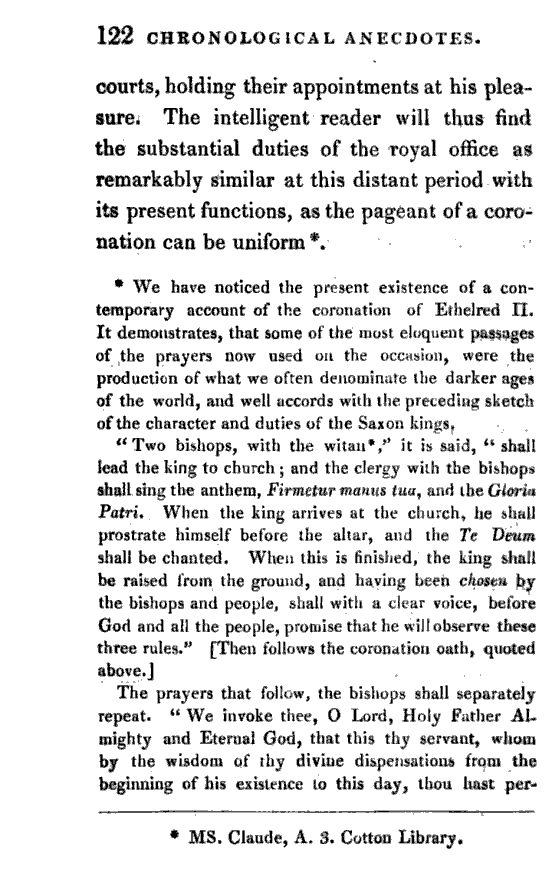 122 CHRONOLOGICAL ANECDOTES.
courts, holding their appointments at his plea-
sure. The intelligent reader will thus find
the substantial duties of the royal office as
remarkably similar at this distant period with
its present functions, as the pageant of a coro-
nation can be uniform *.
* We have noticed the present existence of a con-
temporary account of the coronation of Ethelred II.
It demonstrates, that some of the most eloquent passages
of the prayers now used on the occasion, were the
production of what we often denominate the darker ages
of the world, and well accords with the preceding sketch
of the character and duties of the Saxon kings.
“Two bishops, with the witan*,” it is said, “shall
lead the king to church; and the clergy with the bishops
shall sing the anthem, Firmetur manus tua, and the Gloria
Patri. When the king arrives at the church, he shall
prostrate himself before the altar, and the Te Deum
shall be chanted. When this is finished, the king shall
be raised from the ground, and having been chosen by
the bishops and people, shall with a clear voice, before
God and all the people, promise that he will observe these
three rules.” [Then follows the coronation oath, quoted
above.]
The prayers that follow, the bishops shall separately
repeat. “We invoke thee, O Lord, Holy Father Al-
mighty and Eternal God, that this thy servant, whom
by the wisdom of thy divine dispensations from the
beginning of his existence to this day, thou hast per-
* MS. Claude, A. 3. Cotton Library.